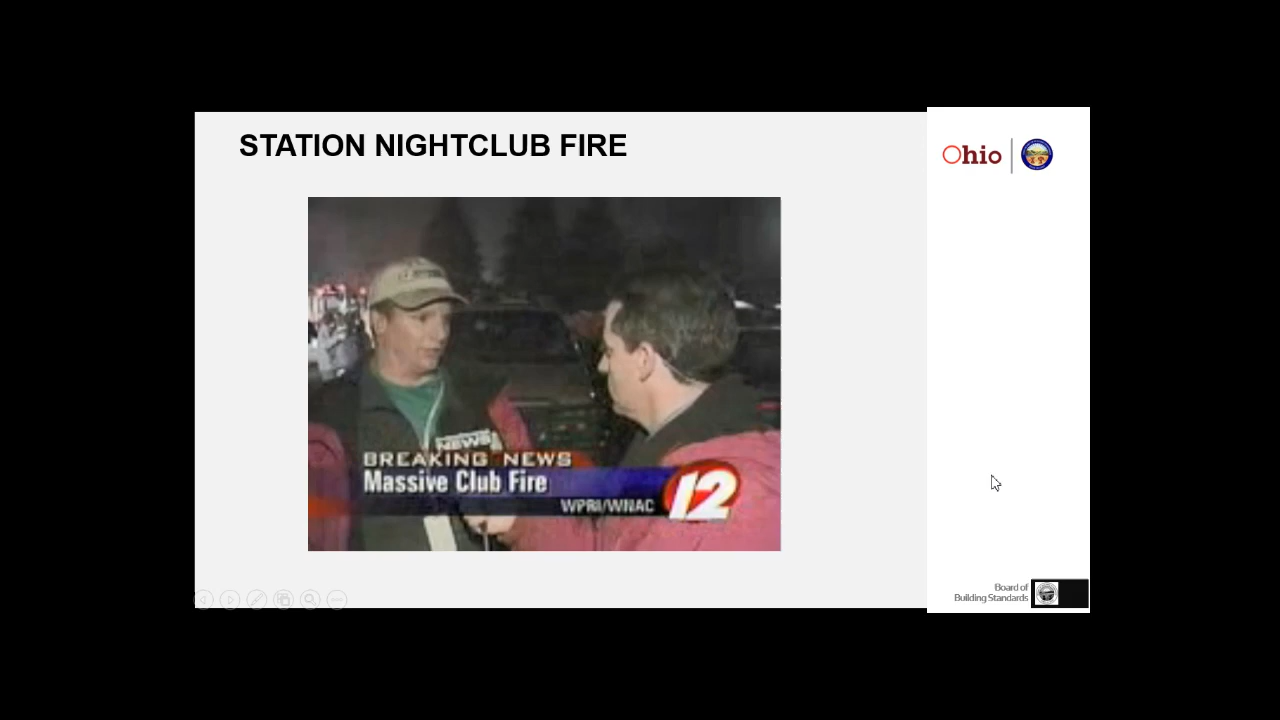 STATION NIGHTCLUB FIRE
Ohio
NEWS
BREAKING NEWS
Massive Club Fire
WPRI/WNAC
12
Board of
Building Standards